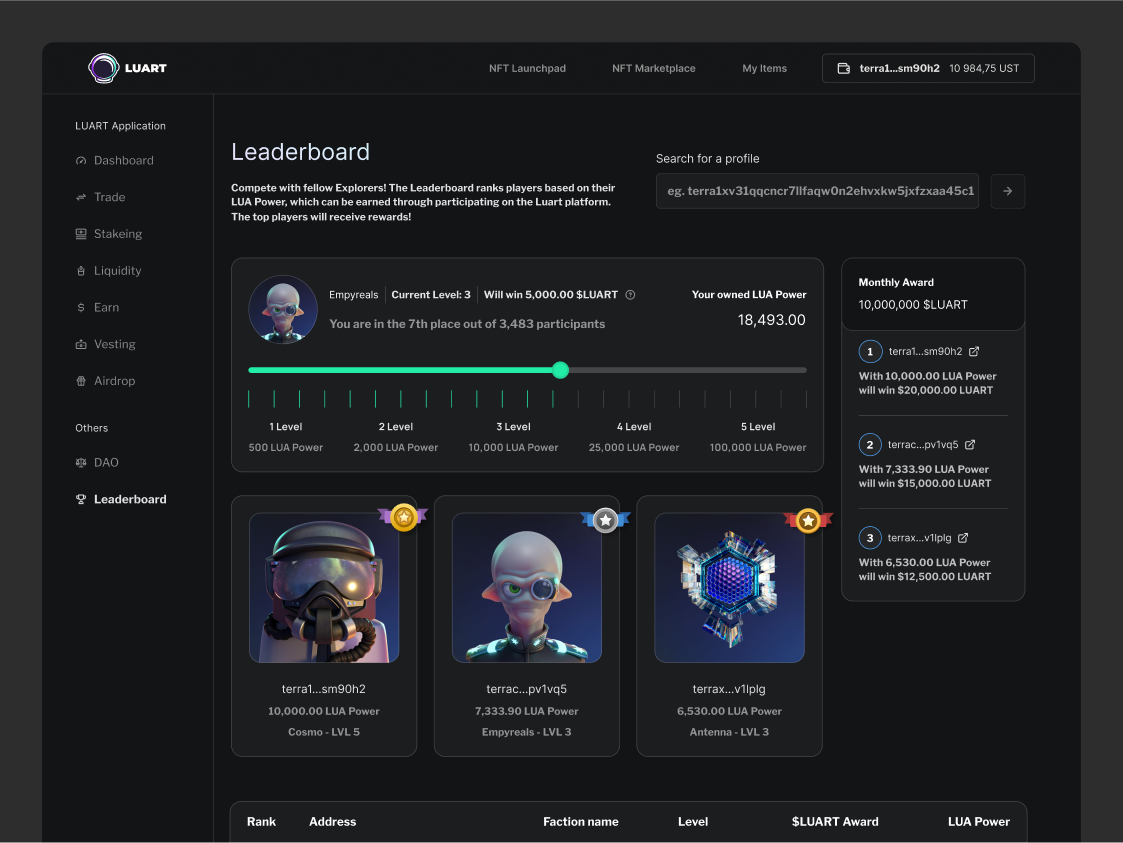 LUART
NFT Launchpad
NFT Marketplace
My Items
terra1...sm90h2 10 984,75 UST
LUART Application
Dashboard
Trade
Stakeing
Liquidity
Earn
Vesting
Airdrop
Others
DAO
Leaderboard
Leaderboard
Compete with fellow Explorers! The Leaderboard ranks players based on their
LUA Power, which can be earned through participating on the Luart platform.
The top players will receive rewards!
Search for a profile
eg. terra1xv31qqcncr7llfaqw0n2ehvxkw5jxfzxaa45c1
Empyreals
Current Level: 3
Will win 5,000.00 $LUART
You are in the 7th place out of 3,483 participants
Your owned LUA Power
18,493.00
1 Level 2 Level 3 Level 4 Level 5 Level
500 LUA Power 2,000 LUA Power 10,000 LUA Power 25,000 LUA Power 100,000 LUA Power
Monthly Award
10,000,000 $LUART
1 terra1...sm90h2
With 10,000.00 LUA Power
will win $20,000.00 LUART
2 terrac...pv1vq5
With 7,333.90 LUA Power
will win $15,000.00 LUART
3 terrax...v1lplg
With 6,530.00 LUA Power
will win $12,500.00 LUART
terra1...sm90h2
10,000.00 LUA Power
Cosmo - LVL 5
terrac...pv1vq5
7,333.90 LUA Power
Empyreals - LVL 3
terrax...v1lplg
6,530.00 LUA Power
Antenna - LVL 3
Rank Address Faction name Level $LUART Award LUA Power